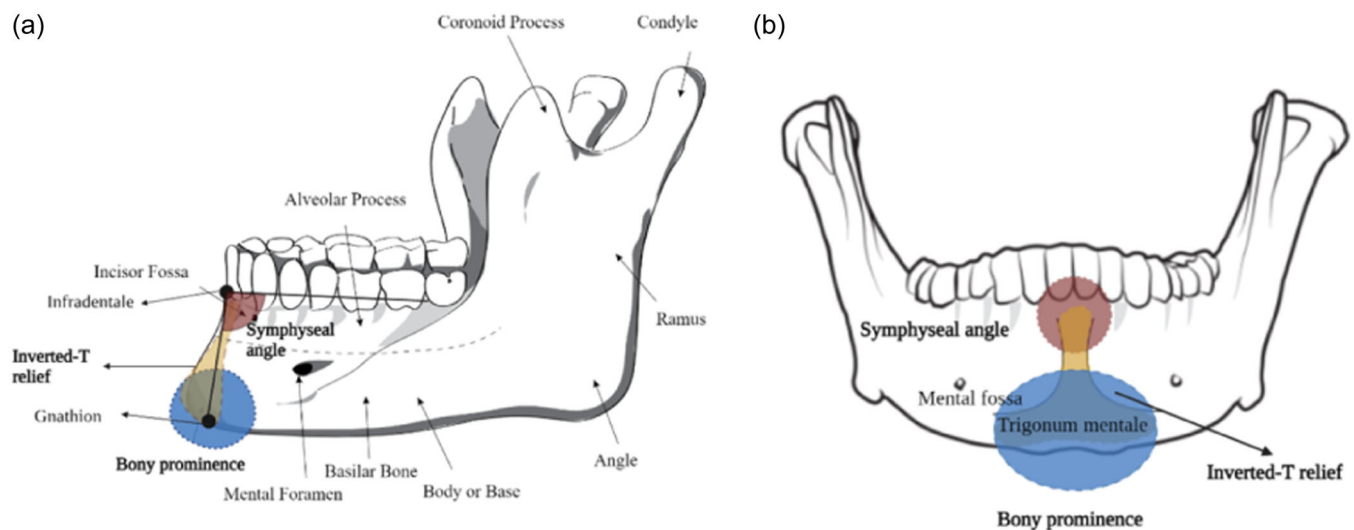 (a)
Coronoid Process
Condyle
Alveolar Process
Incisor Fossa
Infradentale
Symphyseal
angle
Ramus
Inverted-T
relief
Gnathion
Bony prominence
Mental Foramen
Basilar Bone
Body or Base
Angle
(b)
Symphyseal angle
Mental fossa
Trigonum mentale
Inverted-T relief
Bony prominence